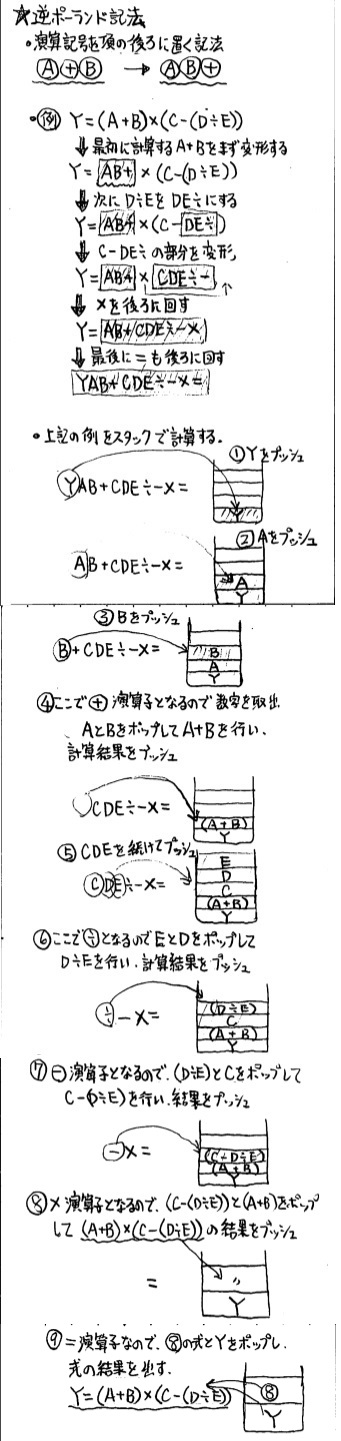 ☆逆ポーランド記法
・演算記号を項の後ろに置く記法
Ⓐ⊕Ⓑ → ⒶⒷ⊕
・例 Y=(A+B)×(C-(D÷E))
⇓ 最初に計算するA+Bをまず変形する
Y=AB+×(C-(D÷E))
⇓ 次にD÷EをDE÷にする
Y=AB+×(C-DE÷)
⇓ C-DE÷の部分を変形
Y=AB+×CDE÷-
⇓ ×を後ろに回す
Y=AB+CDE÷-×
⇓ 最後に=も後ろに回す
YAB+CDE÷-×=
・上記の例をスタックで計算する.
①Yをプッシュ
YAB+CDE÷-×=
Y
②Aをプッシュ
AB+CDE÷-×=
A
Y
③Bをプッシュ
B+CDE÷-×=
B
A
Y
④ここで⊕演算子となるので数字を取出
AとBをポップしてA+Bを行い、
計算結果をプッシュ
CDE÷-×=
(A+B)
Y
⑤CDEを続けてプッシュ
CDE÷-×=
E
D
C
(A+B)
Y
⑥ここで÷となるのでEとDをポップして
D÷Eを行い、計算結果をプッシュ
÷-×=
(D÷E)
C
(A+B)
Y
⑦⊖演算子となるので、(D÷E)とCをポップして
C-(D÷E)を行い、結果をプッシュ
-×=
(C-D÷E)
(A+B)
Y
⑧×演算子となるので、(C-(D÷E))と(A+B)をポップ
して(A+B)×(C-(D÷E))の結果をプッシュ
=
〃
Y
⑨=演算子なので、⑧の式とYをポップし、
式の結果を出す.
Y=(A+B)×(C-(D÷E))
⑧
Y